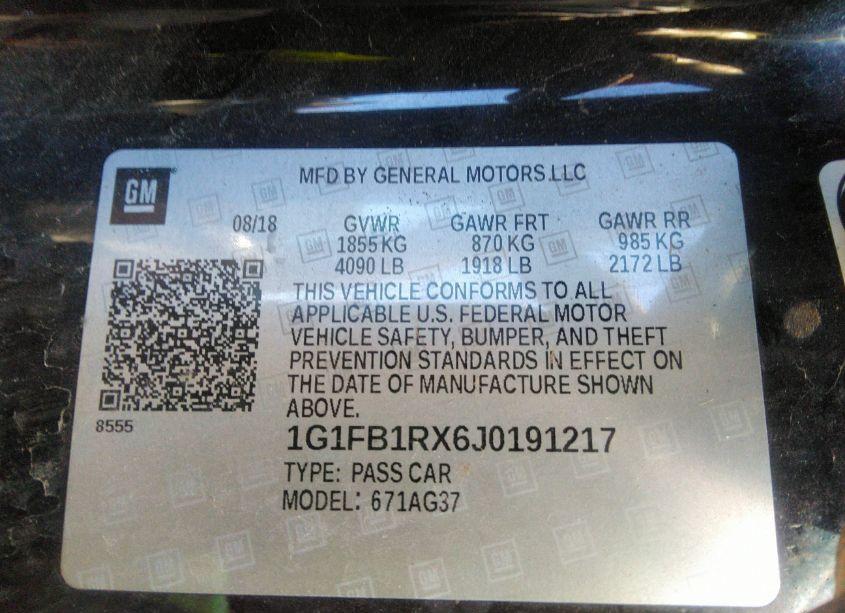 GM
MFD BY GENERAL MOTORS LLC
08/18 GVWR GAWR FRT GAWR RR
1855 KG 870 KG 985 KG
4090 LB 1918 LB 2172 LB
THIS VEHICLE CONFORMS TO ALL
APPLICABLE U.S. FEDERAL MOTOR
VEHICLE SAFETY, BUMPER, AND THEFT
PREVENTION STANDARDS IN EFFECT ON
THE DATE OF MANUFACTURE SHOWN
ABOVE.
8555
1G1FB1RX6J0191217
TYPE: PASS CAR
MODEL: 671AG37